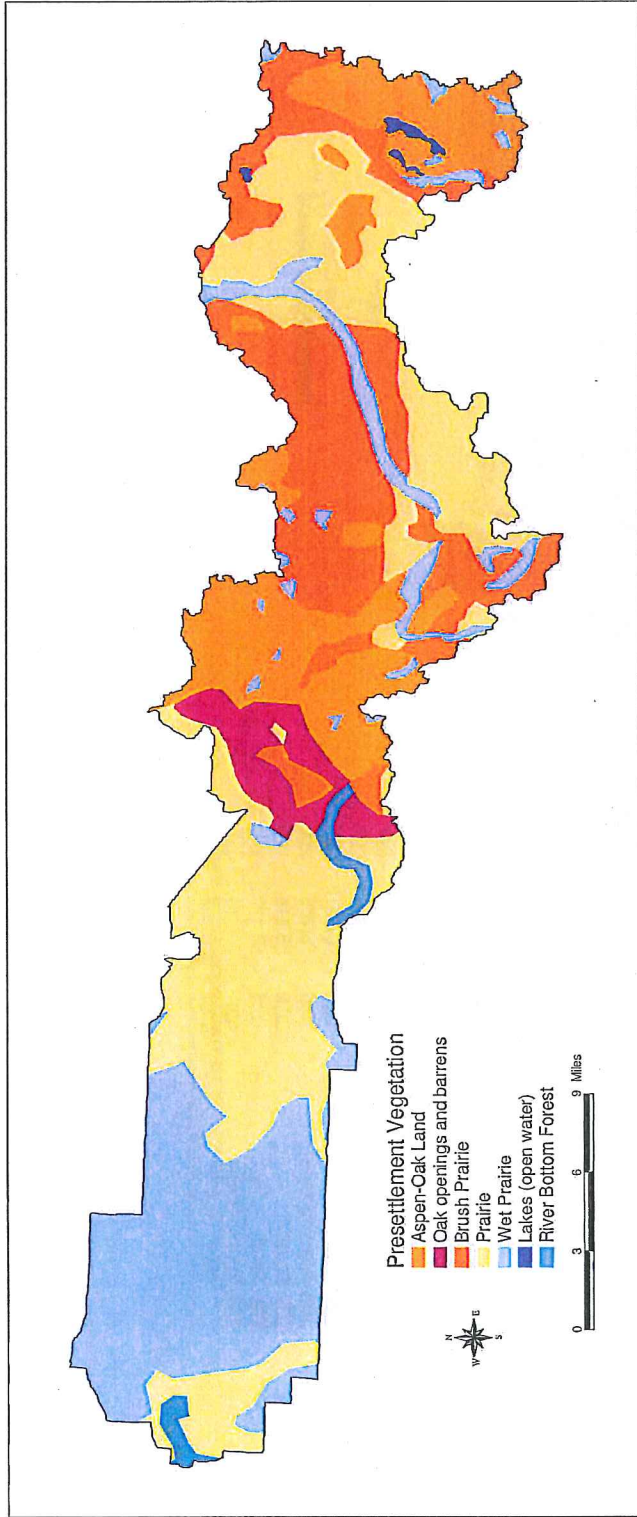 Presettlement Vegetation
Aspen-Oak Land
Oak openings and barrens
Brush Prairie
Prairie
Wet Prairie
Lakes (open water)
River Bottom Forest
N
W E
S
0 3 6 9 Miles